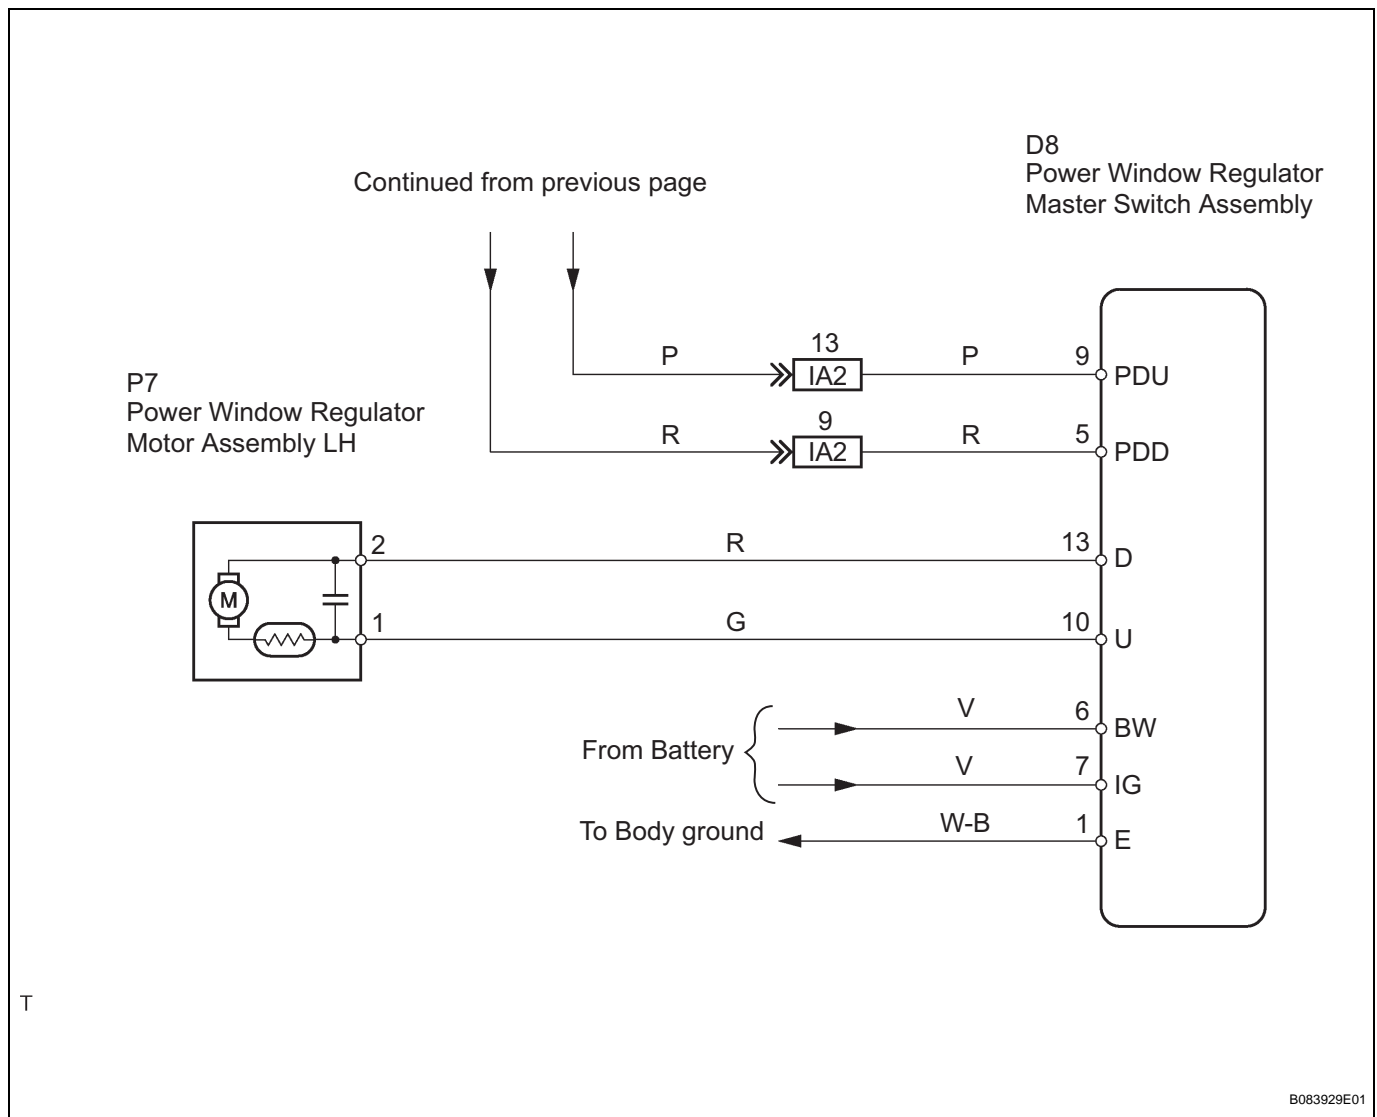 D8
Power Window Regulator
Master Switch Assembly
Continued from previous page
P 13 IA2 P 9 PDU
R 9 IA2 R 5 PDD
P7
Power Window Regulator
Motor Assembly LH
M
2 R 13 D
1 G 10 U
From Battery
V 6 BW
V 7 IG
To Body ground W-B 1 E
T
B083929E01